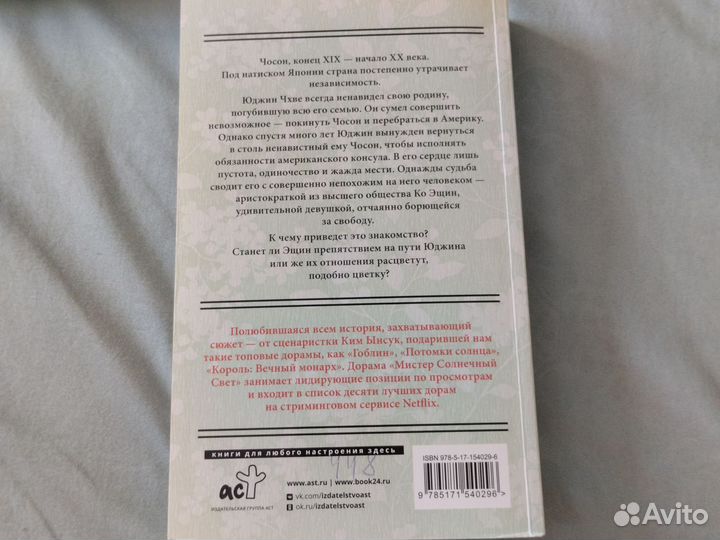 Чосон, конец XIX — начало XX века.
Под натиском Японии страна постепенно утрачивает
независимость.
Юджин Чхве всегда ненавидел свою родину,
погубившую всю его семью. Он сумел совершить
невозможное — покинуть Чосон и перебраться в Америку.
Однако спустя много лет Юджин вынужден вернуться
в столь ненавистный ему Чосон, чтобы исполнять
обязанности американского консула. В его сердце лишь
пустота, одиночество и жажда мести. Однажды судьба
сводит его с совершенно непохожим на него человеком —
аристократкой из высшего общества Ко Эщин,
удивительной девушкой, отчаянно борющейся
за свободу.
К чему приведет это знакомство?
Станет ли Эщин препятствием на пути Юджина
или же их отношения расцветут,
подобно цветку?
Полюбившаяся всем история, захватывающий
сюжет — от сценаристки Ким Ынсук, подарившей нам
такие топовые дорамы, как «Гоблин», «Потомки солнца»,
«Король: Вечный монарх». Дорама «Мистер Солнечный
Свет» занимает лидирующие позиции по просмотрам
и входит в список десяти лучших дорам
на стриминговом сервисе Netflix.
книги для любого настроения здесь
448
аст
ИЗДАТЕЛЬСКАЯ ГРУППА АСТ
www.ast.ru | www.book24.ru
vk.com/izdatelstvoast
ok.ru/izdatelstvoast
ISBN 978-5-17-154029-6
9 785171 540296 >
Avito